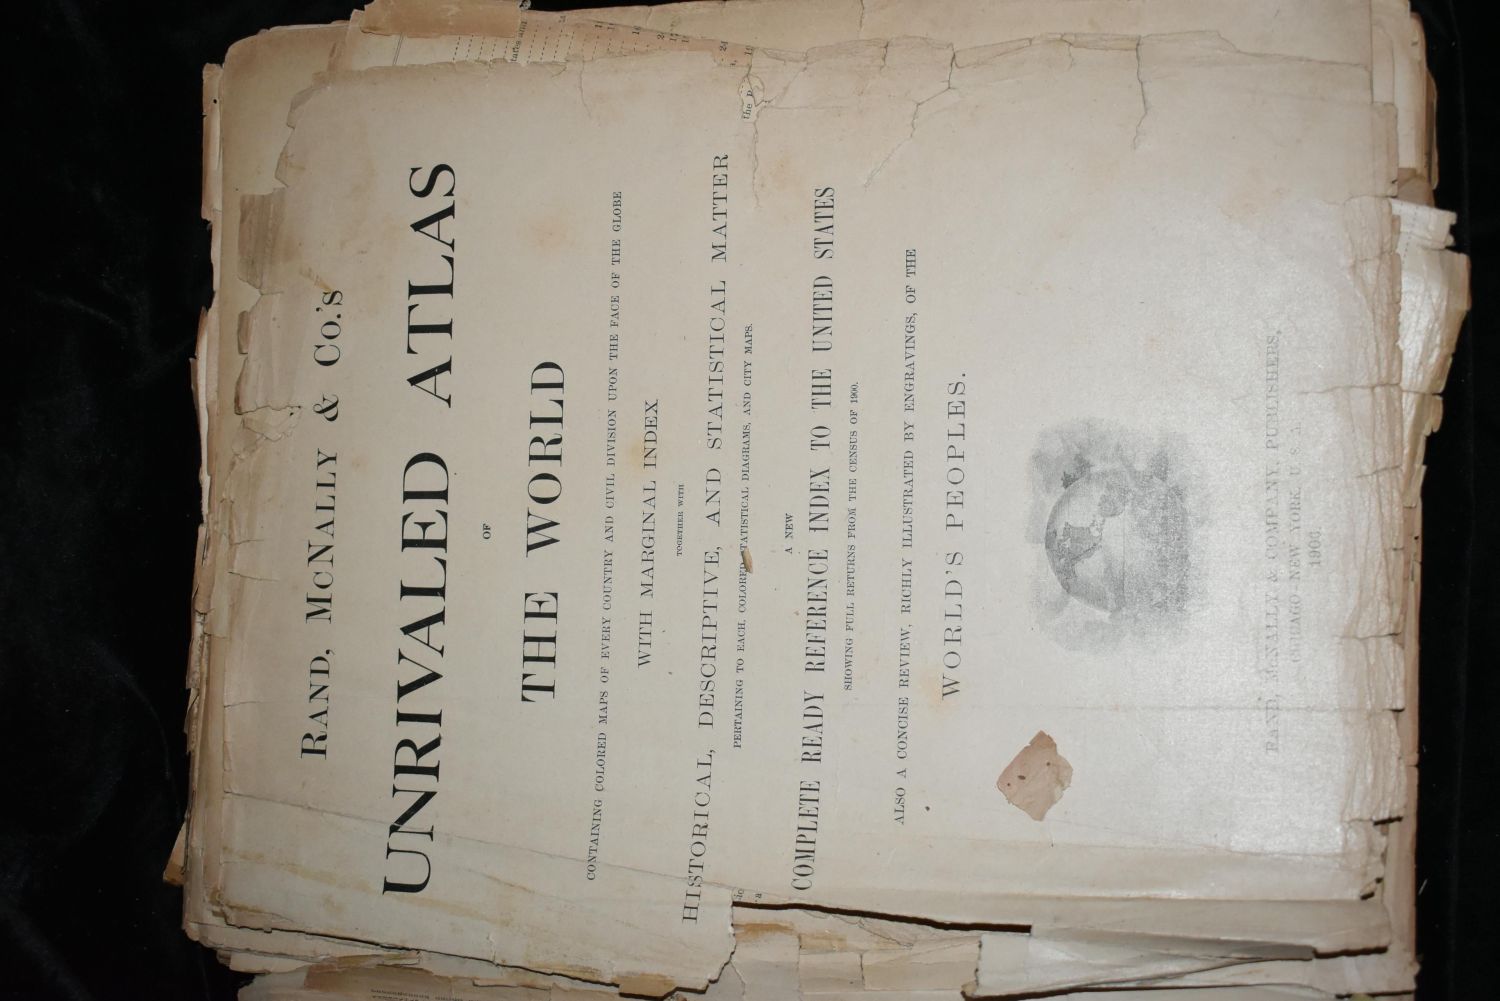 RAND, MCNALLY & CO.'S
UNRIVALED ATLAS
OF
THE WORLD
CONTAINING COLORED MAPS OF EVERY COUNTRY AND CIVIL DIVISION UPON THE FACE OF THE GLOBE
WITH MARGINAL INDEX
TOGETHER WITH
HISTORICAL, DESCRIPTIVE, AND STATISTICAL MATTER
PERTAINING TO EACH. COLORED STATISTICAL DIAGRAMS, AND CITY MAPS.
A NEW
COMPLETE READY REFERENCE INDEX TO THE UNITED STATES
SHOWING FULL RETURNS FROM THE CENSUS OF 1900.
ALSO A CONCISE REVIEW, RICHLY ILLUSTRATED BY ENGRAVINGS, OF THE
WORLD'S PEOPLES.
RAND, MCNALLY & COMPANY, PUBLISHERS,
CHICAGO-NEW YORK, U. S. A.
the p